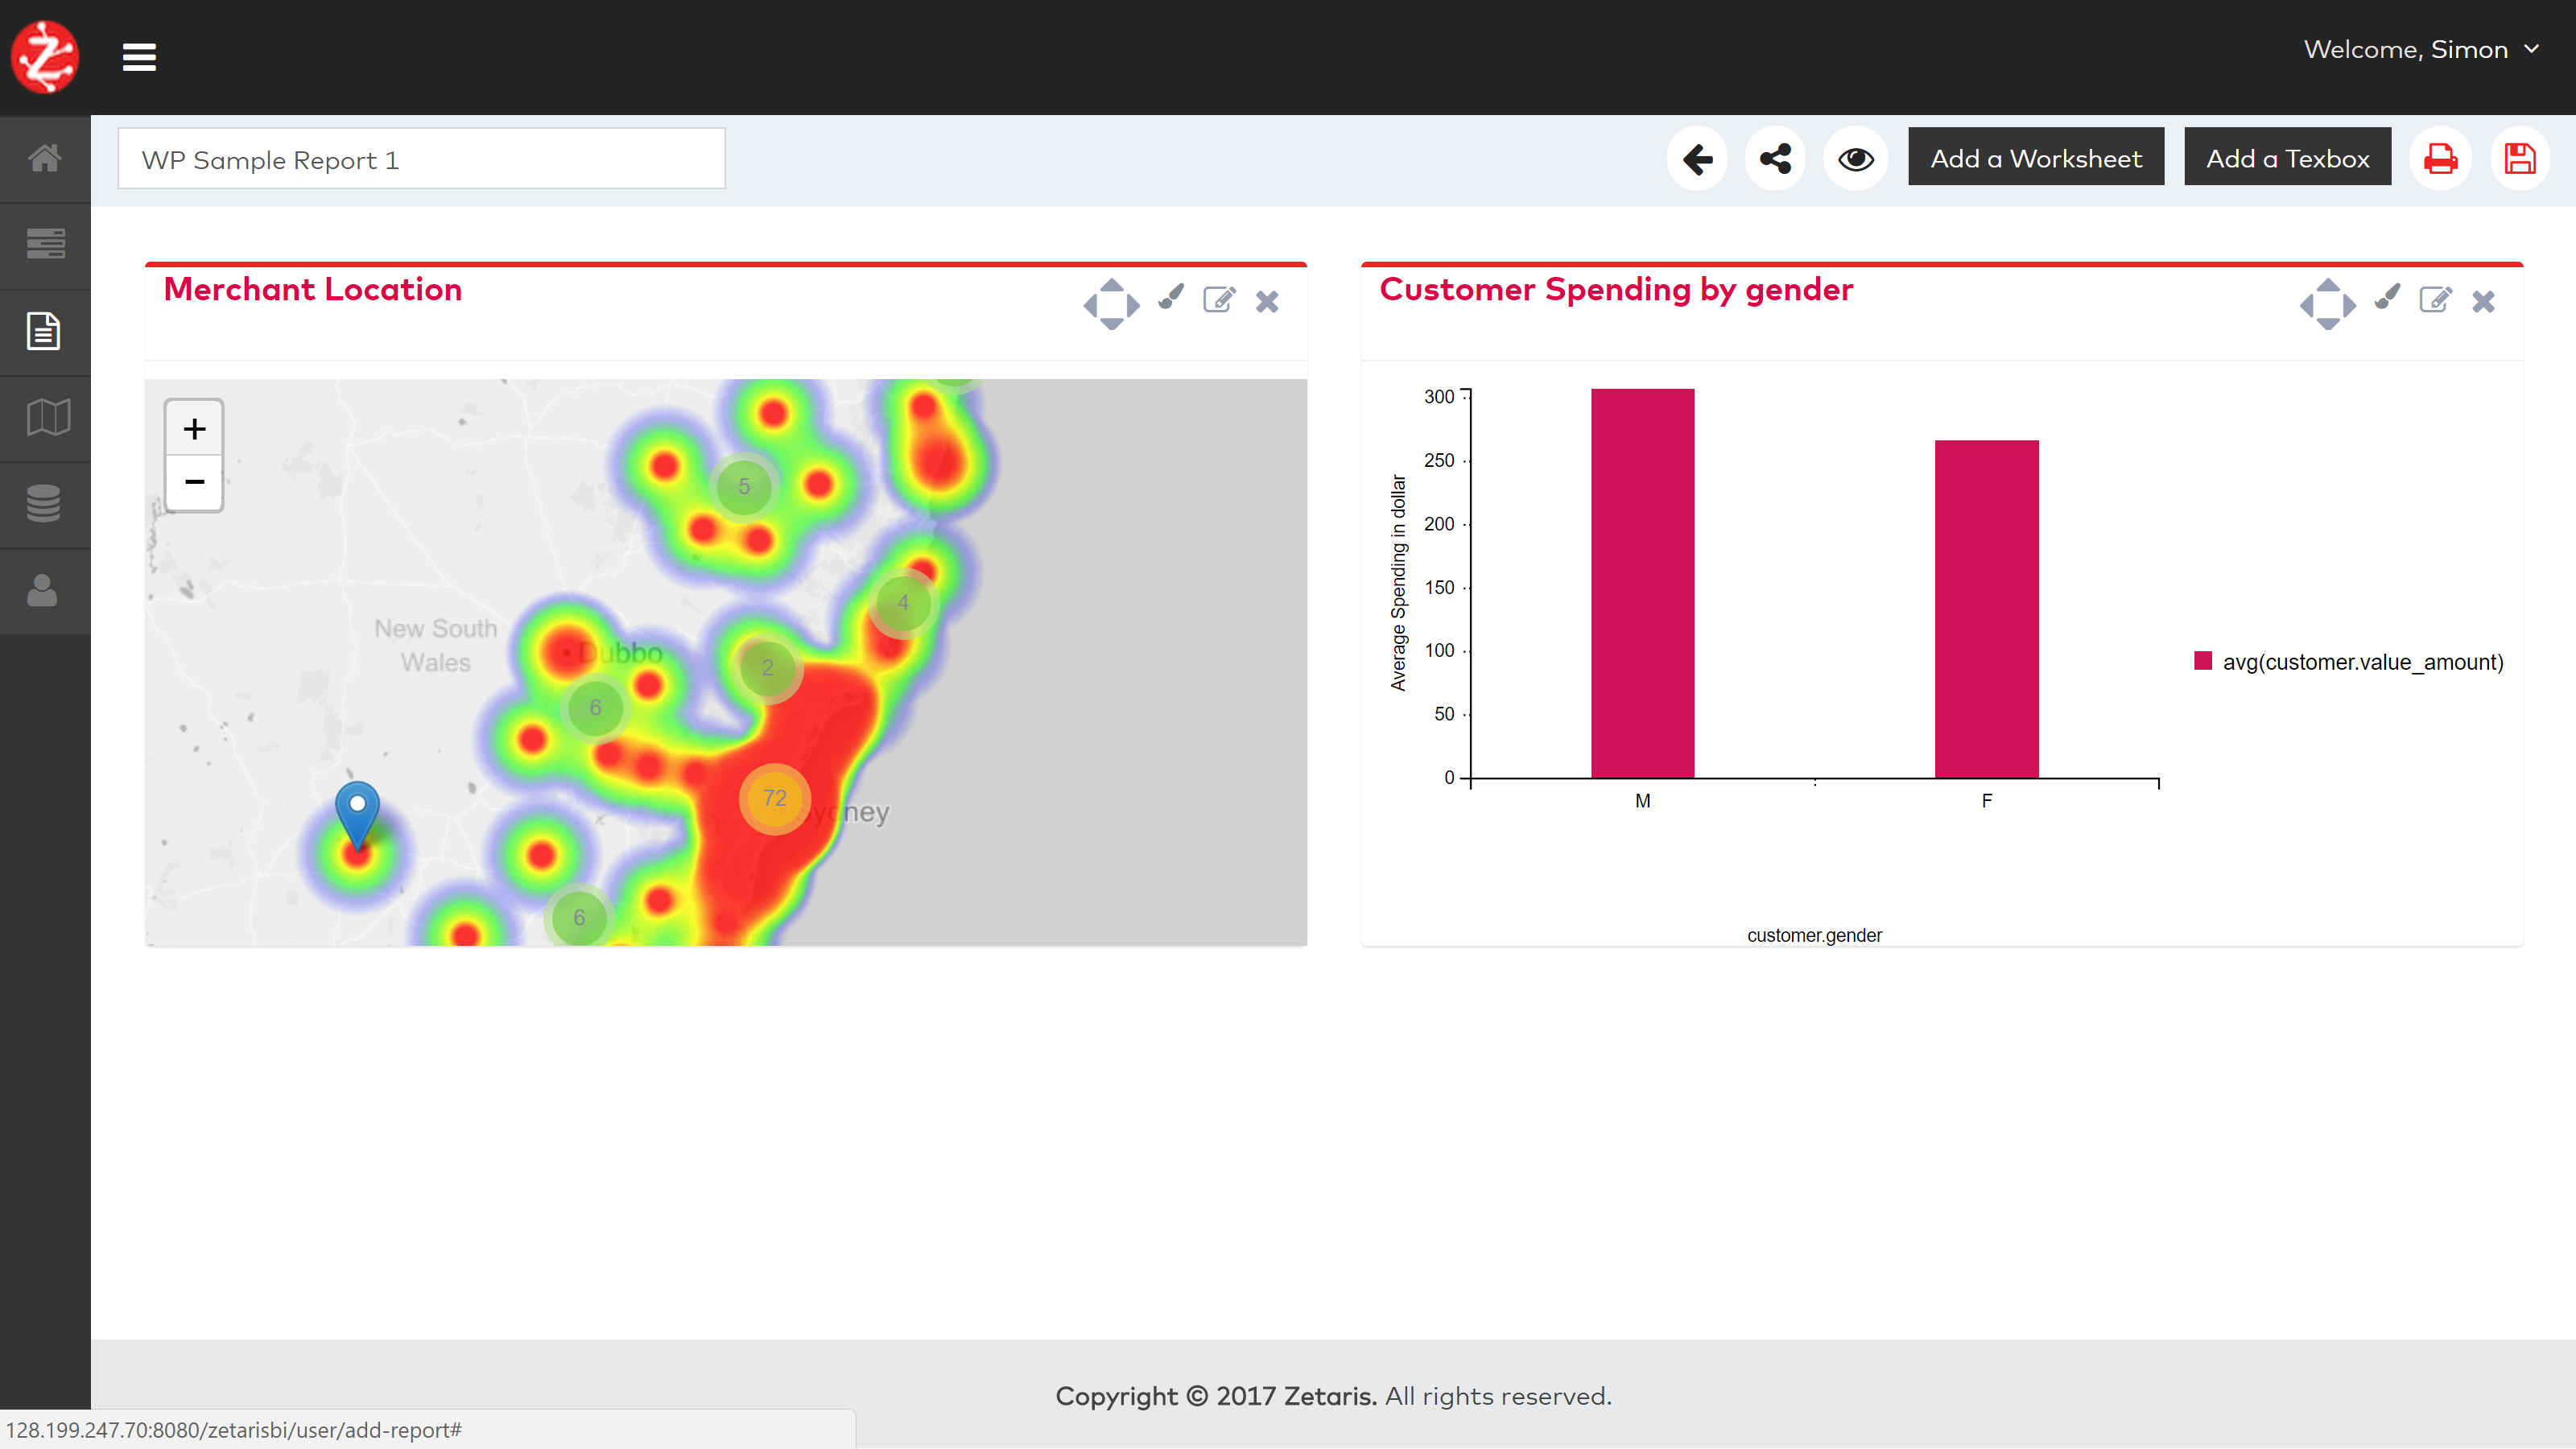 Welcome, Simon
WP Sample Report 1
Add a Worksheet
Add a Texbox
Merchant Location
+
−
New South
Wales
Dubbo
Sydney
5
4
2
6
72
6
Customer Spending by gender
Average Spending in dollar
300
250
200
150
100
50
0
M
F
customer.gender
avg(customer.value_amount)
Copyright © 2017 Zetaris. All rights reserved.
128.199.247.70:8080/zetarisbi/user/add-report#